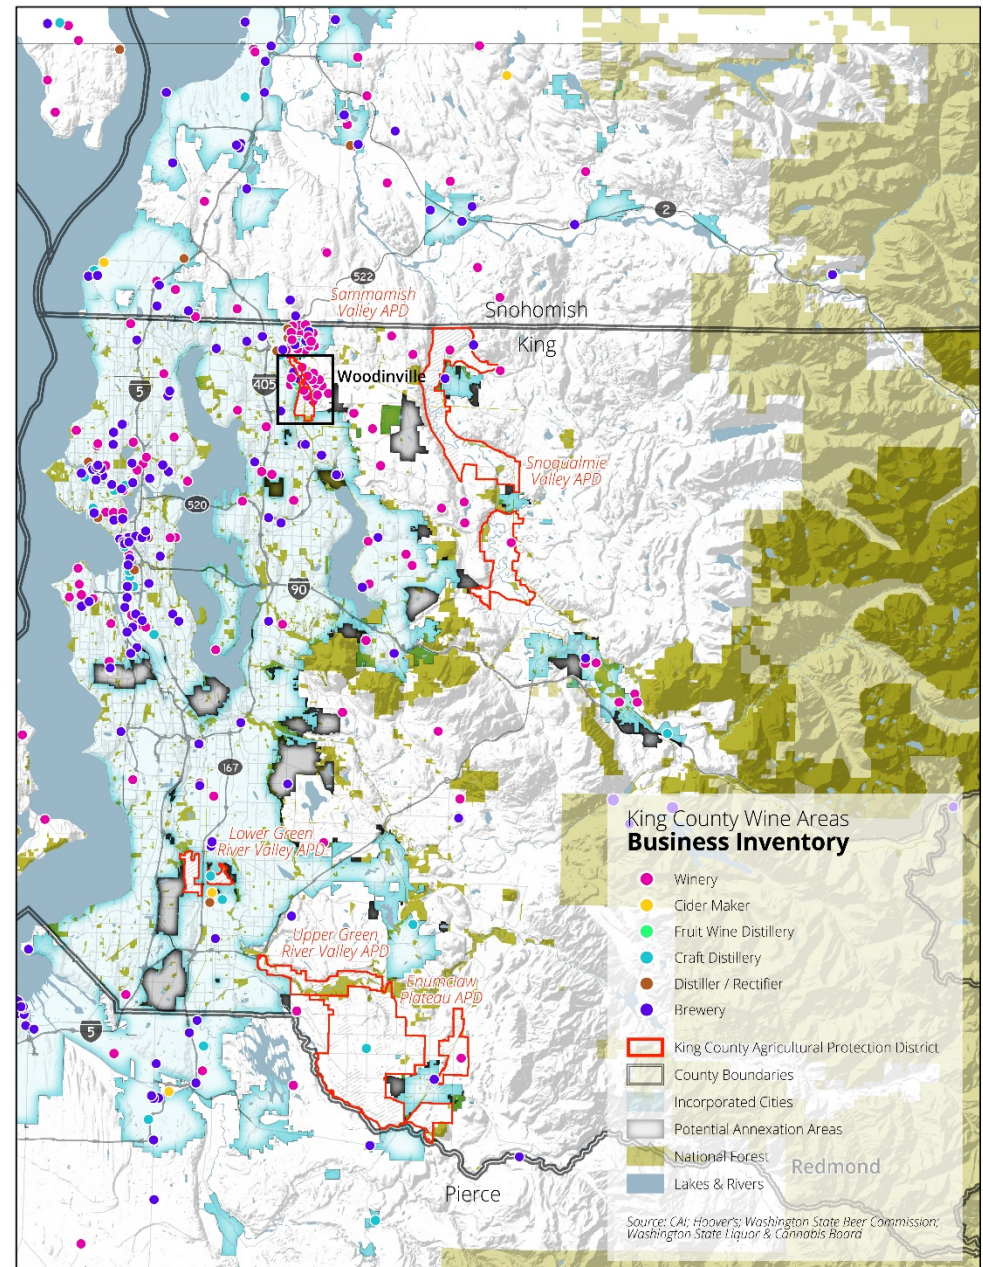 2
522
Sammamish
Valley APD
Snohomish
King
5
405
Woodinville
Snoqualmie
Valley APD
520
90
167
Lower Green
River Valley APD
Upper Green
River Valley APD
Enumclaw
Plateau APD
5
Pierce
King County Wine Areas
Business Inventory
Winery
Cider Maker
Fruit Wine Distillery
Craft Distillery
Distiller / Rectifier
Brewery
King County Agricultural Protection District
County Boundaries
Incorporated Cities
Potential Annexation Areas
National Forest
Redmond
Lakes & Rivers
Source: CAI; Hoover's; Washington State Beer Commission;
Washington State Liquor & Cannabis Board